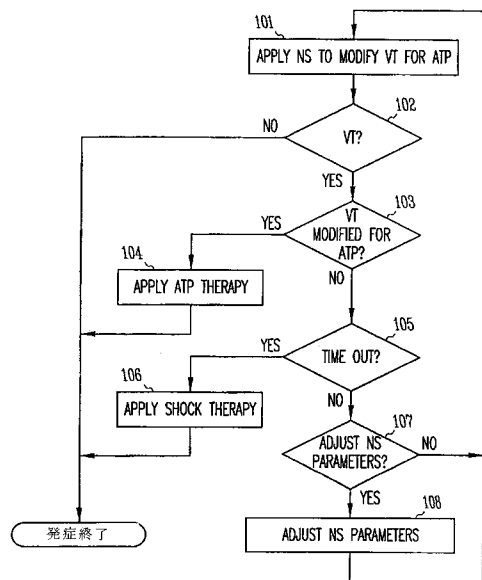 101
APPLY NS TO MODIFY VT FOR ATP
102
NO
VT?
YES
103
YES
VT
MODIFIED FOR
ATP?
104
NO
APPLY ATP THERAPY
105
YES
TIME OUT?
106
NO
APPLY SHOCK THERAPY
107
ADJUST NS
PARAMETERS?
NO
YES
108
発症終了
ADJUST NS PARAMETERS